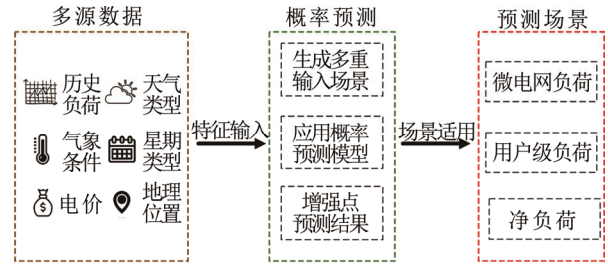 多源数据
概率预测
预测场景
历史
负荷
天气
类型
气象
条件
星期
类型
电价
地理
位置
特征输入
生成多重
输入场景
应用概率
预测模型
增强点
预测结果
场景适用
微电网负荷
用户级负荷
净负荷